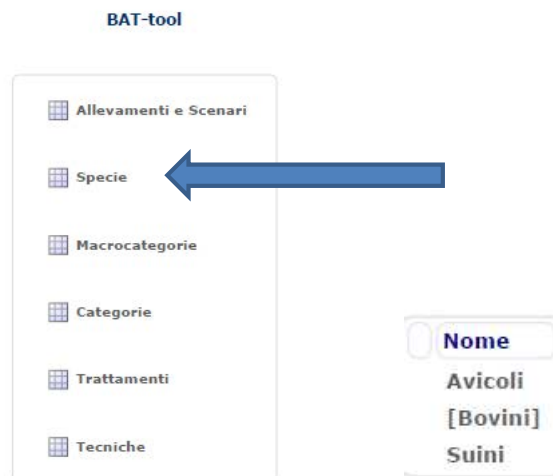 BAT-tool
Allevamenti e Scenari
Specie
Macrocategorie
Categorie
Trattamenti
Tecniche
Nome
Avicoli
[Bovini]
Suini